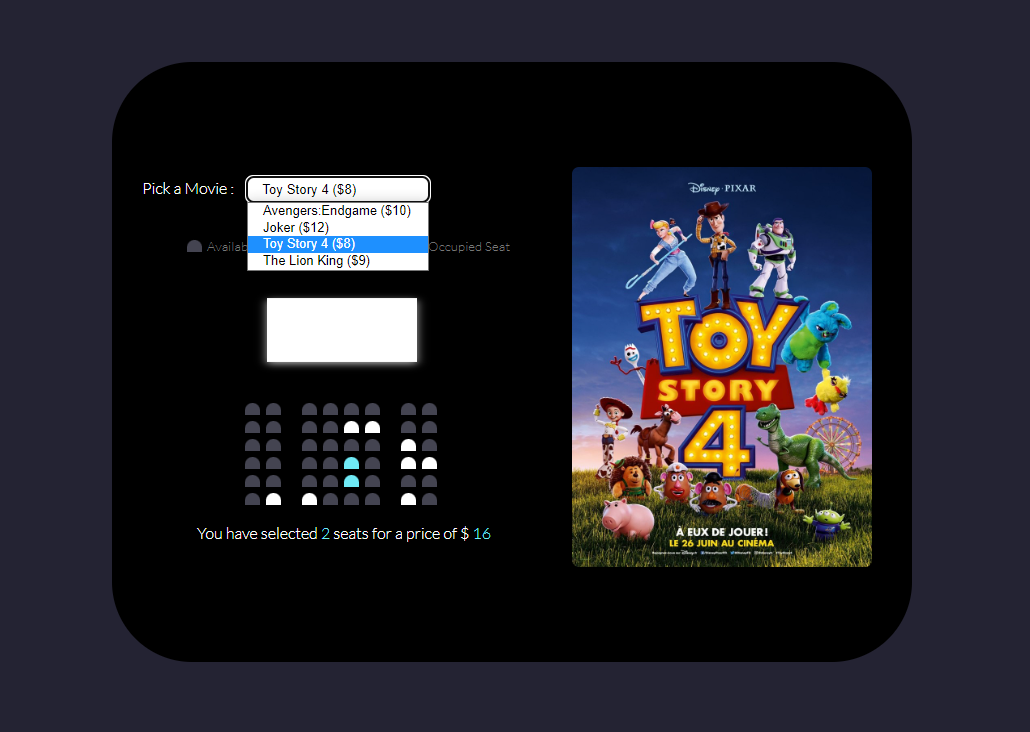 Pick a Movie :
Toy Story 4 ($8)
Avengers:Endgame ($10)
Joker ($12)
Toy Story 4 ($8)
The Lion King ($9)
Occupied Seat
You have selected 2 seats for a price of $ 16
Disney · PIXAR
TOY
STORY
4
À EUX DE JOUER!
LE 26 JUIN AU CINÉMA